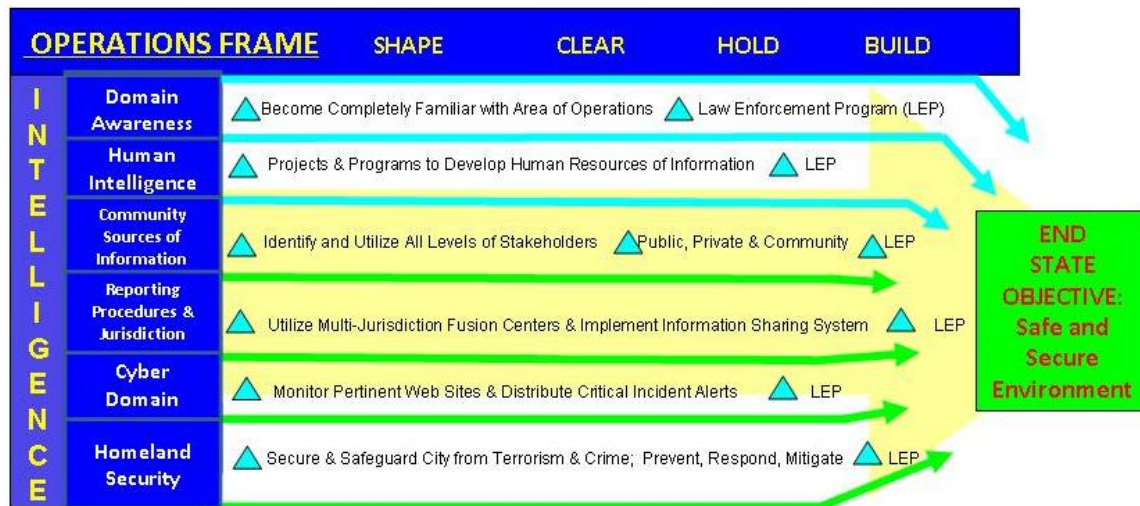 OPERATIONS FRAME SHAPE CLEAR HOLD BUILD
INTELLIGENCE
Domain
Awareness
Become Completely Familiar with Area of Operations Law Enforcement Program (LEP)
Human
Intelligence
Projects & Programs to Develop Human Resources of Information LEP
Community
Sources of
Information
Identify and Utilize All Levels of Stakeholders Public, Private & Community LEP
Reporting
Procedures &
Jurisdiction
Utilize Multi-Jurisdiction Fusion Centers & Implement Information Sharing System LEP
Cyber
Domain
Monitor Pertinent Web Sites & Distribute Critical Incident Alerts LEP
Homeland
Security
Secure & Safeguard City from Terrorism & Crime; Prevent, Respond, Mitigate LEP
END
STATE
OBJECTIVE:
Safe and
Secure
Environment